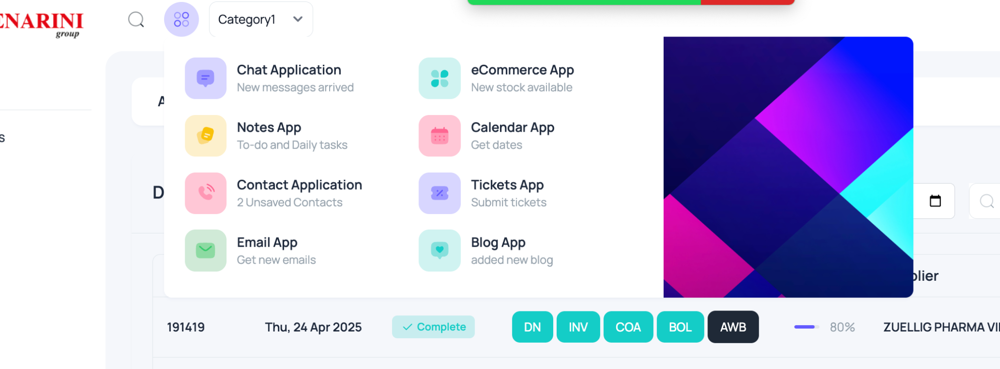 ENARINI
group
Category1
Chat Application
New messages arrived
eCommerce App
New stock available
Notes App
To-do and Daily tasks
Calendar App
Get dates
Contact Application
2 Unsaved Contacts
Tickets App
Submit tickets
Email App
Get new emails
Blog App
added new blog
A
s
D
plier
191419 Thu, 24 Apr 2025 Complete DN INV COA BOL AWB 80% ZUELLIG PHARMA VI